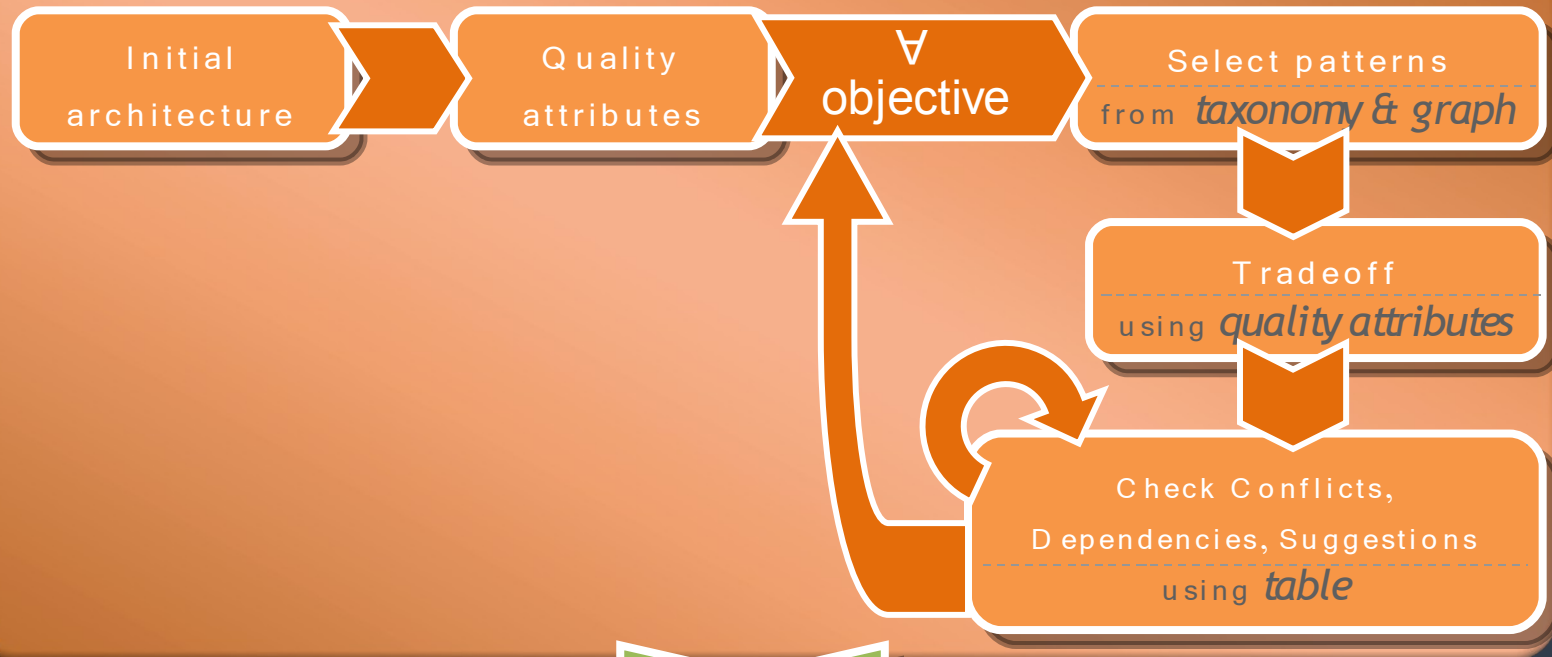 Initial
architecture
Quality
attributes
∀
objective
Select patterns
from taxonomy & graph
Tradeoff
using quality attributes
Check Conflicts,
Dependencies, Suggestions
using table